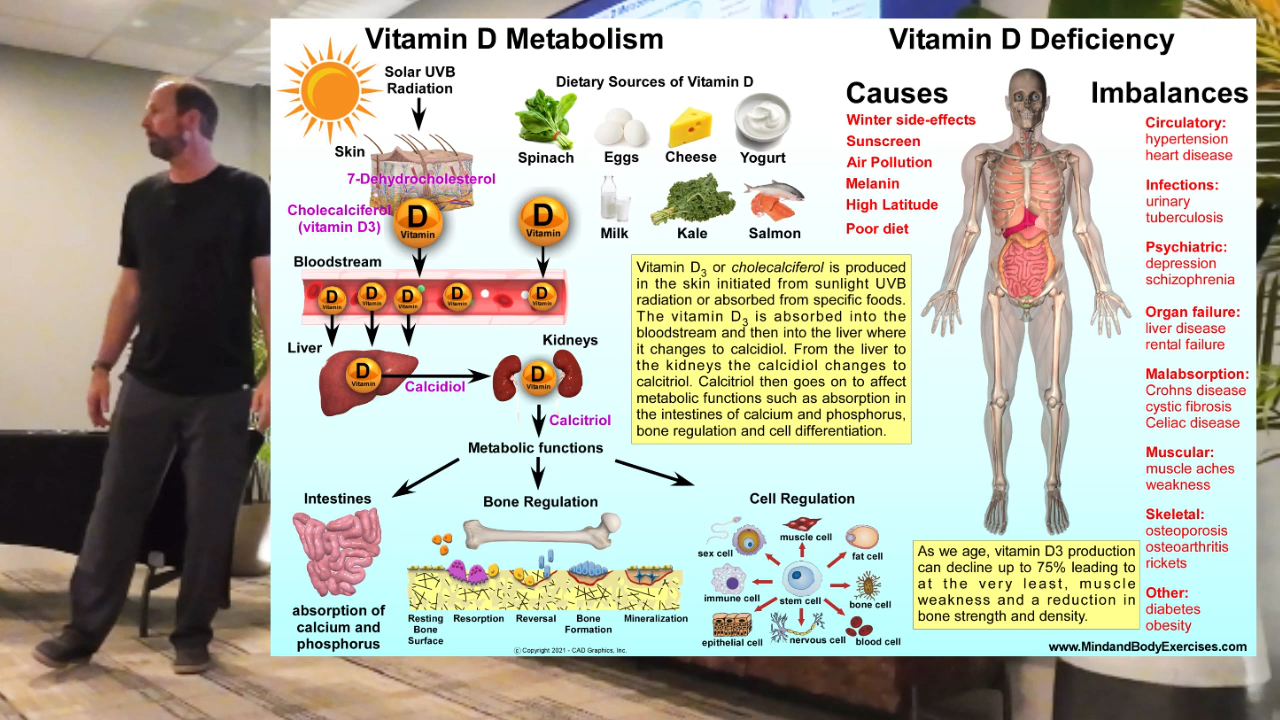 Vitamin D Metabolism
Solar UVB
Radiation
Skin
7-Dehydrocholesterol
Cholecalciferol
(vitamin D3)
D
Vitamin
Dietary Sources of Vitamin D
Spinach
Eggs
Cheese
Yogurt
Milk
Kale
Salmon
D
Vitamin
Bloodstream
D
Vitamin
D
Vitamin
D
Vitamin
D
Vitamin
D
Vitamin
Liver
D
Vitamin
Calcidiol
Kidneys
D
Vitamin
Calcitriol
Metabolic functions
Vitamin D3 or cholecalciferol is produced
in the skin initiated from sunlight UVB
radiation or absorbed from specific foods.
The vitamin D3 is absorbed into the
bloodstream and then into the liver where
it changes to calcidiol. From the liver to
the kidneys the calcidiol changes to
calcitriol. Calcitriol then goes on to affect
metabolic functions such as absorption in
the intestines of calcium and phosphorus,
bone regulation and cell differentiation.
Intestines
absorption of
calcium and
phosphorus
Bone Regulation
Resting
Bone
Surface
Resorption
Reversal
Bone
Formation
Mineralization
Cell Regulation
sex cell
muscle cell
fat cell
immune cell
stem cell
bone cell
epithelial cell
nervous cell
blood cell
© Copyright 2021 - CAD Graphics, Inc.
Vitamin D Deficiency
Causes
Winter side-effects
Sunscreen
Air Pollution
Melanin
High Latitude
Poor diet
Imbalances
Circulatory:
hypertension
heart disease
Infections:
urinary
tuberculosis
Psychiatric:
depression
schizophrenia
Organ failure:
liver disease
rental failure
Malabsorption:
Crohns disease
cystic fibrosis
Celiac disease
Muscular:
muscle aches
weakness
Skeletal:
osteoporosis
osteoarthritis
rickets
Other:
diabetes
obesity
As we age, vitamin D3 production
can decline up to 75% leading to
at the very least, muscle
weakness and a reduction in
bone strength and density.
www.MindandBodyExercises.com